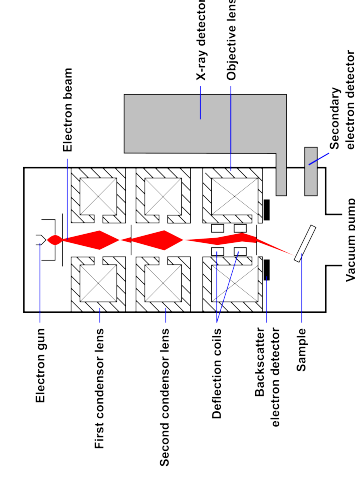 Electron beam
X-ray detector
Objective lens
Secondary
electron detector
Vacuum pump
Electron gun
First condensor lens
Second condensor lens
Deflection coils
Backscatter
electron detector
Sample